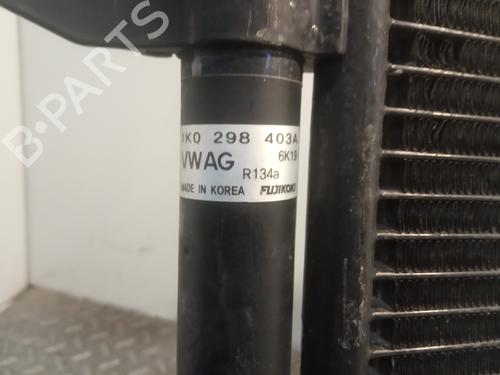 1K0 298 403A
VWAG 6K19
R134a
MADE IN KOREA FUJIKOKI
B-PARTS